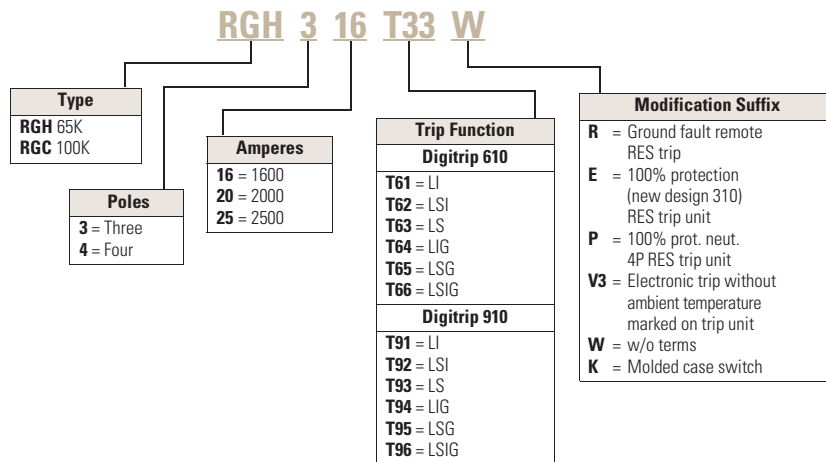 RGH 3 16 T33 W
Type
RGH 65K
RGC 100K
Poles
3 = Three
4 = Four
Amperes
16 = 1600
20 = 2000
25 = 2500
Trip Function
Digitrip 610
T61 = LI
T62 = LSI
T63 = LS
T64 = LIG
T65 = LSG
T66 = LSIG
Digitrip 910
T91 = LI
T92 = LSI
T93 = LS
T94 = LIG
T95 = LSG
T96 = LSIG
Modification Suffix
R = Ground fault remote
RES trip
E = 100% protection
(new design 310)
RES trip unit
P = 100% prot. neut.
4P RES trip unit
V3 = Electronic trip without
ambient temperature
marked on trip unit
W = w/o terms
K = Molded case switch